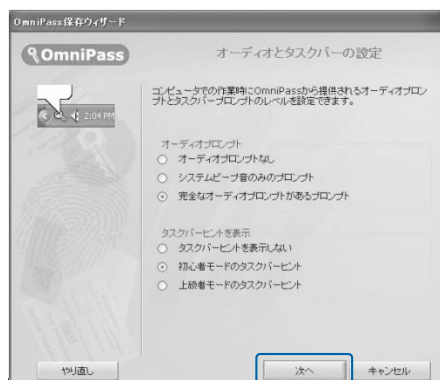 OmniPass保存ウィザード
OmniPass
オーディオとタスクバーの設定
コンピュータでの作業時にOmniPassから提供されるオーディオプロン
プトとタスクバープロンプトのレベルを設定できます。
2:04 PM
オーディオプロンプト
オーディオプロンプトなし
システムビープ音のみのプロンプト
完全なオーディオプロンプトがあるプロンプト
タスクバーヒントを表示
タスクバーヒントを表示しない
初心者モードのタスクバーヒント
上級者モードのタスクバーヒント
やり直し
次へ
キャンセル